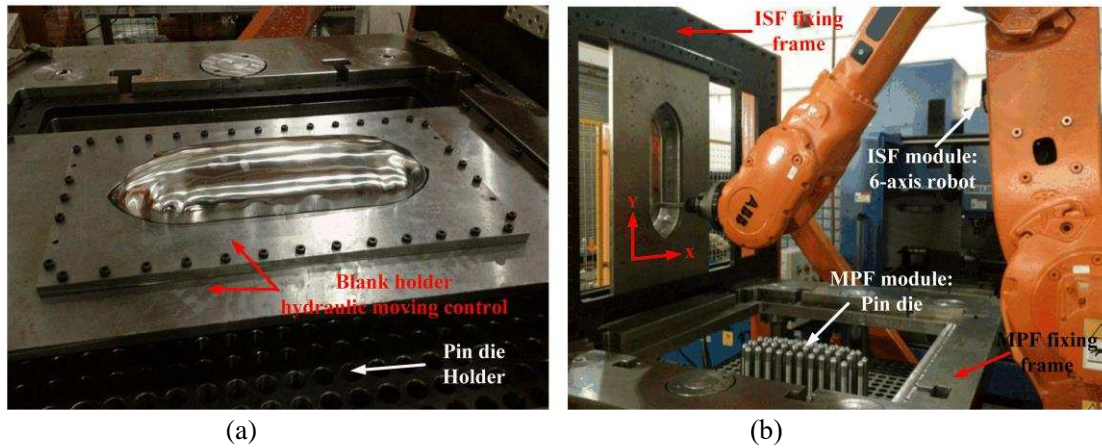 Blank holder
hydraulic moving control
Pin die
Holder
(a)
ISF fixing
frame
ISF module:
6-axis robot
ABB
Y
X
MPF module:
Pin die
MPF fixing
frame
(b)